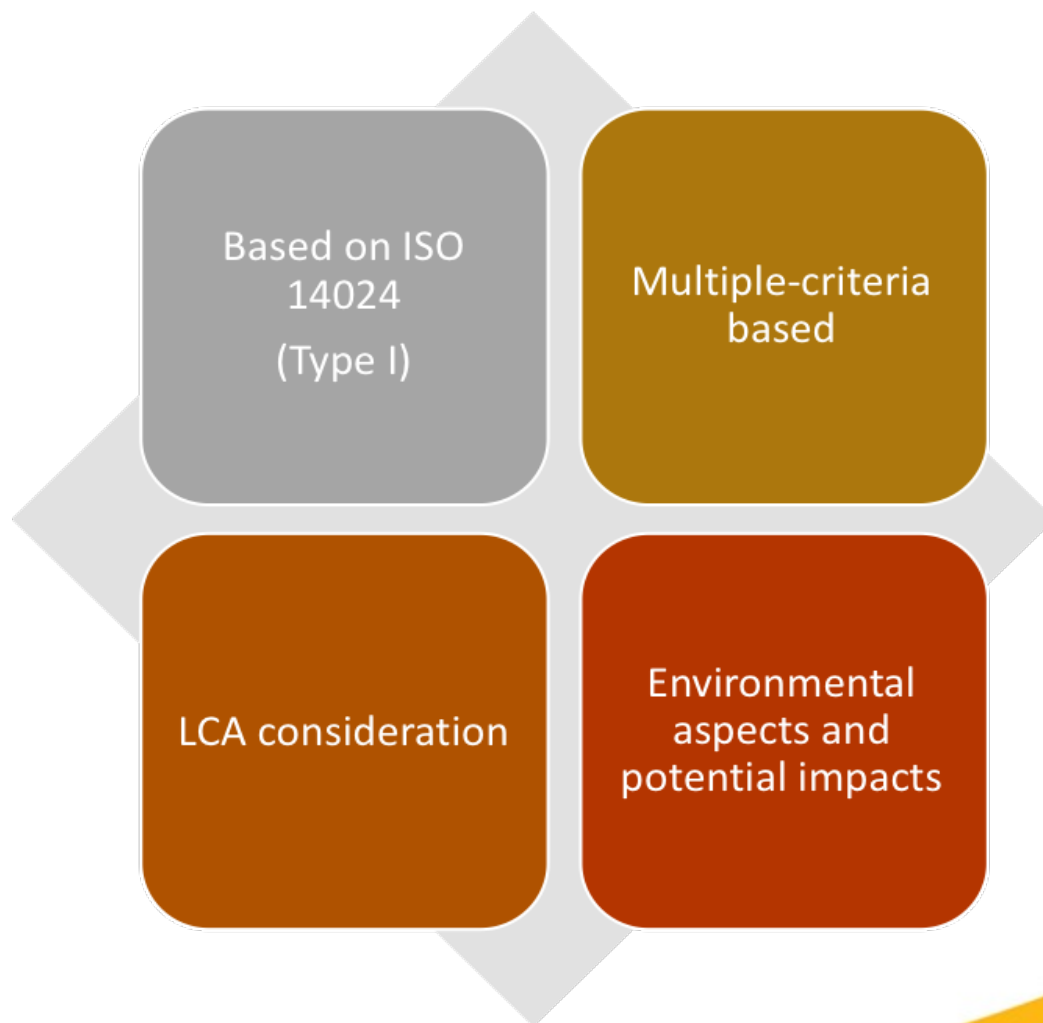 Based on ISO
14024
(Type I)
Multiple-criteria
based
LCA consideration
Environmental
aspects and
potential impacts